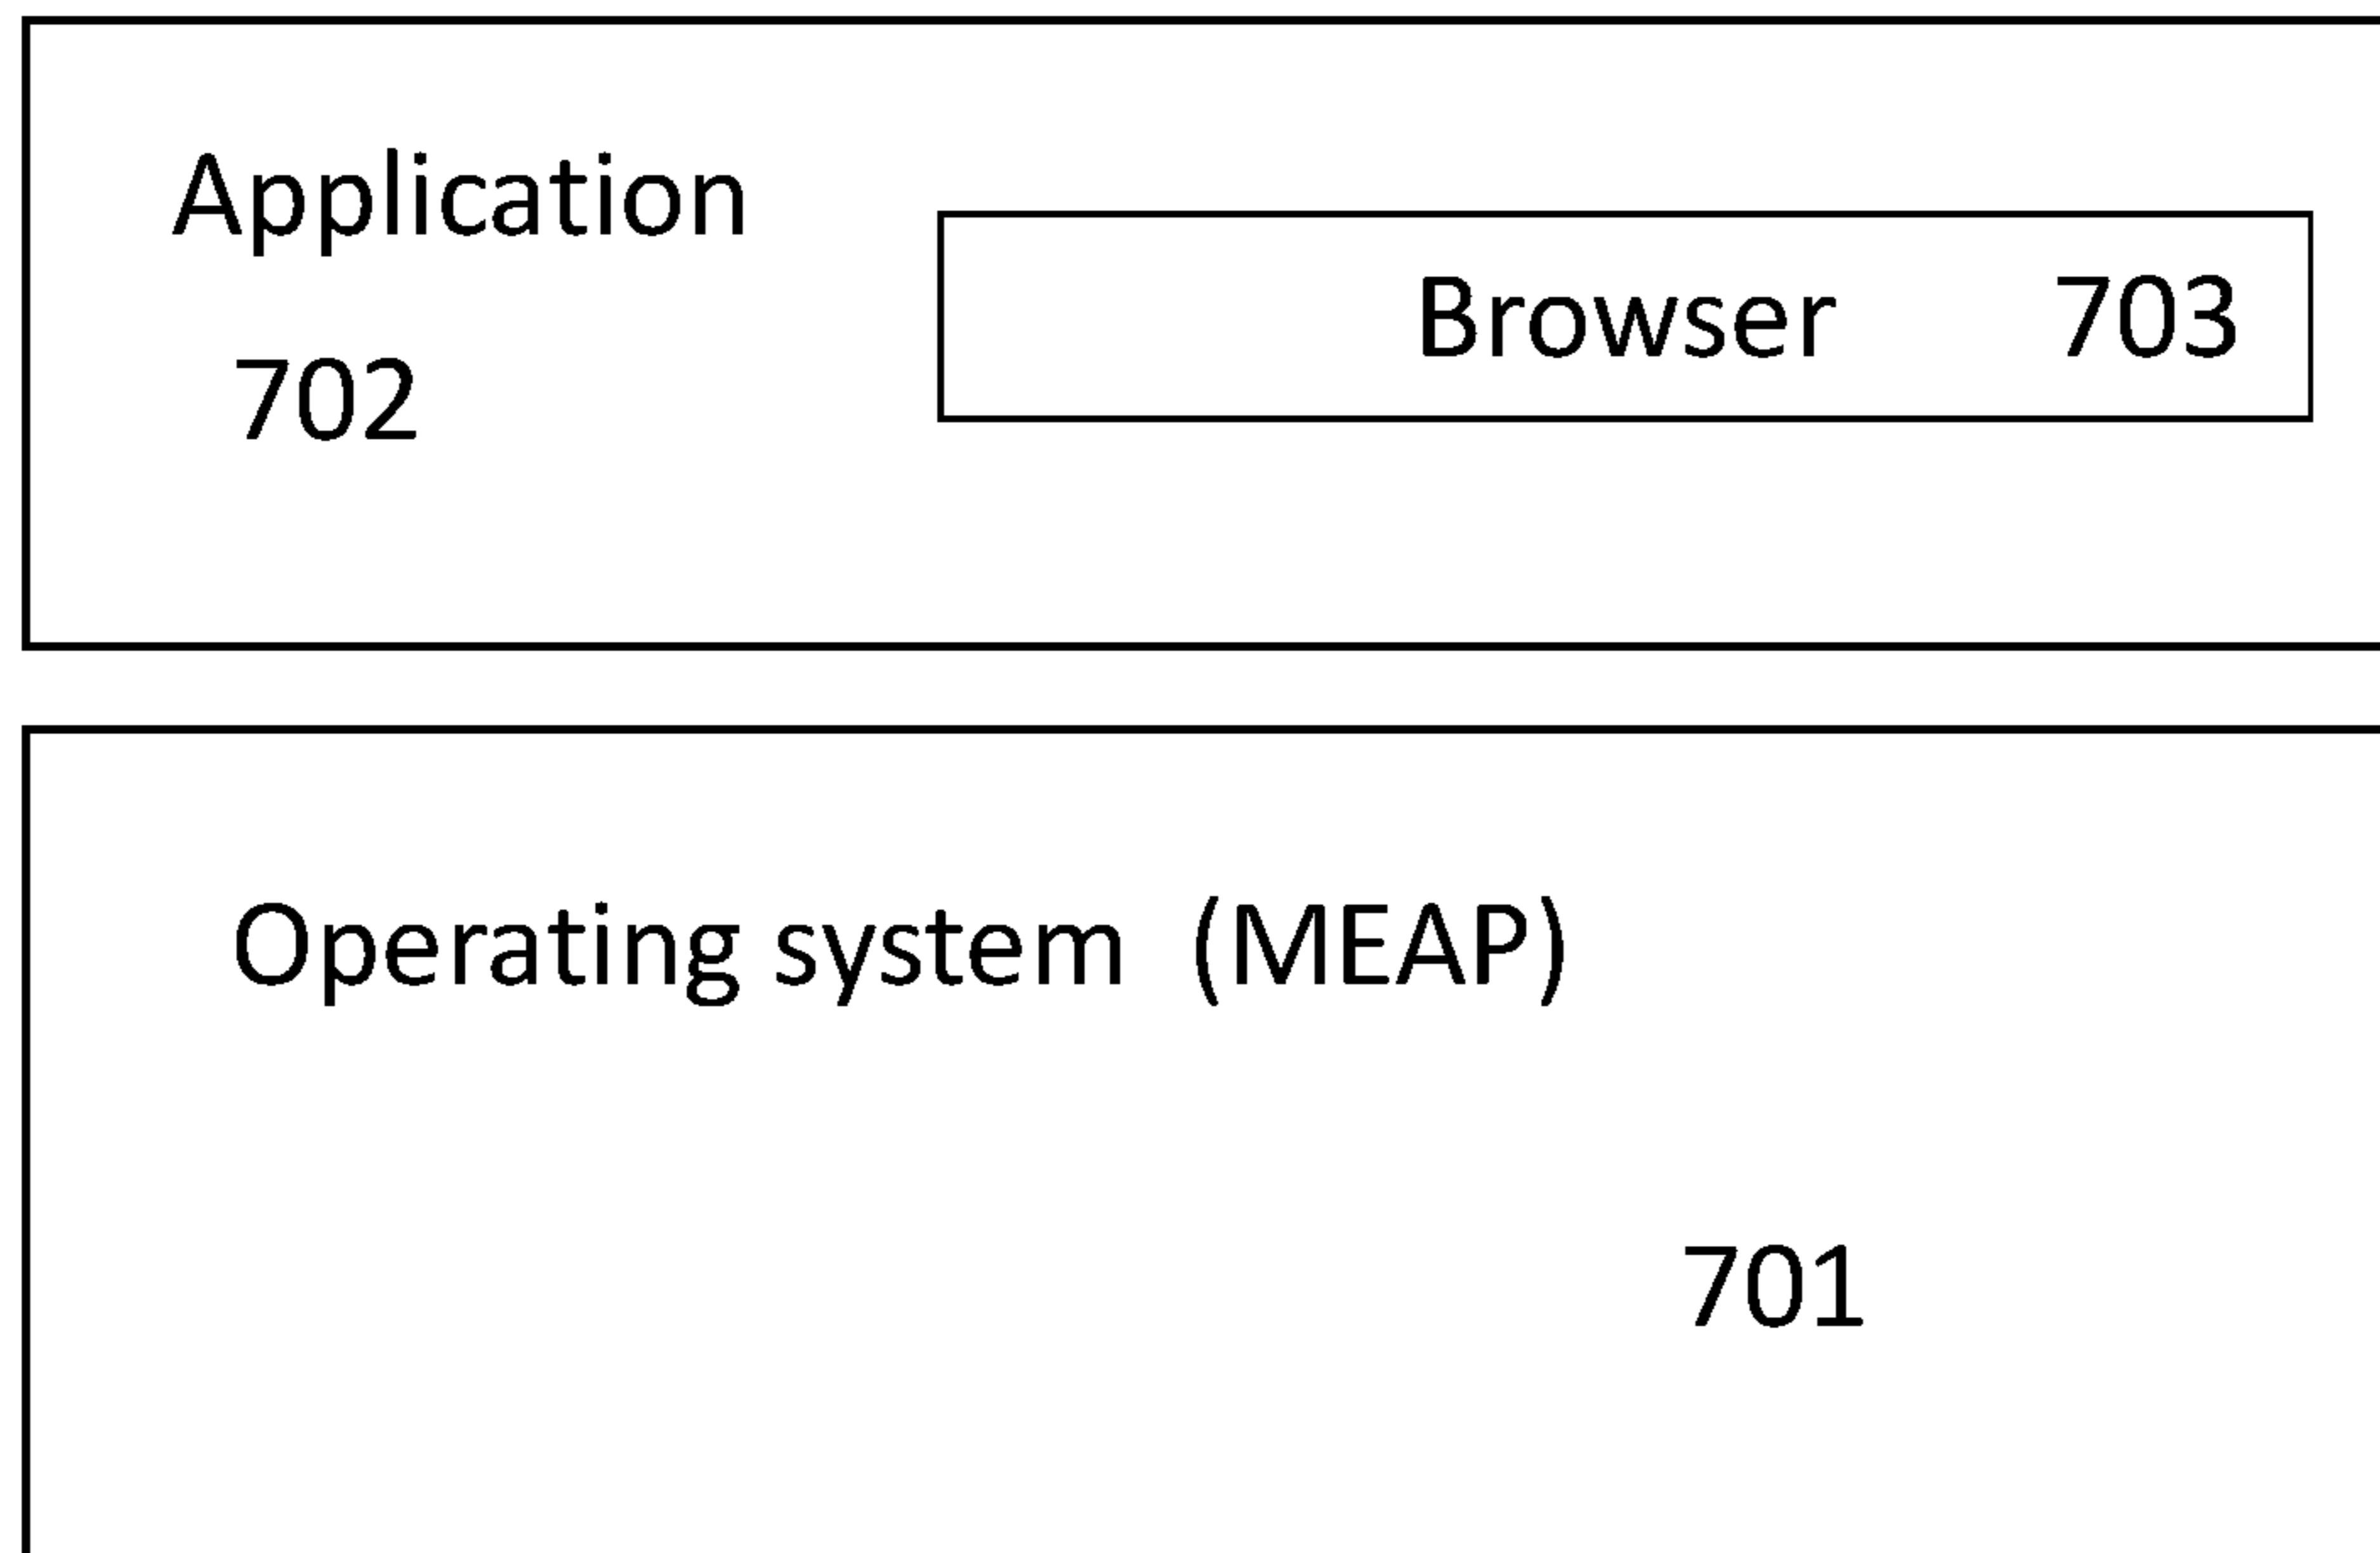 Application
702
Browser 703
Operating system (MEAP)
701